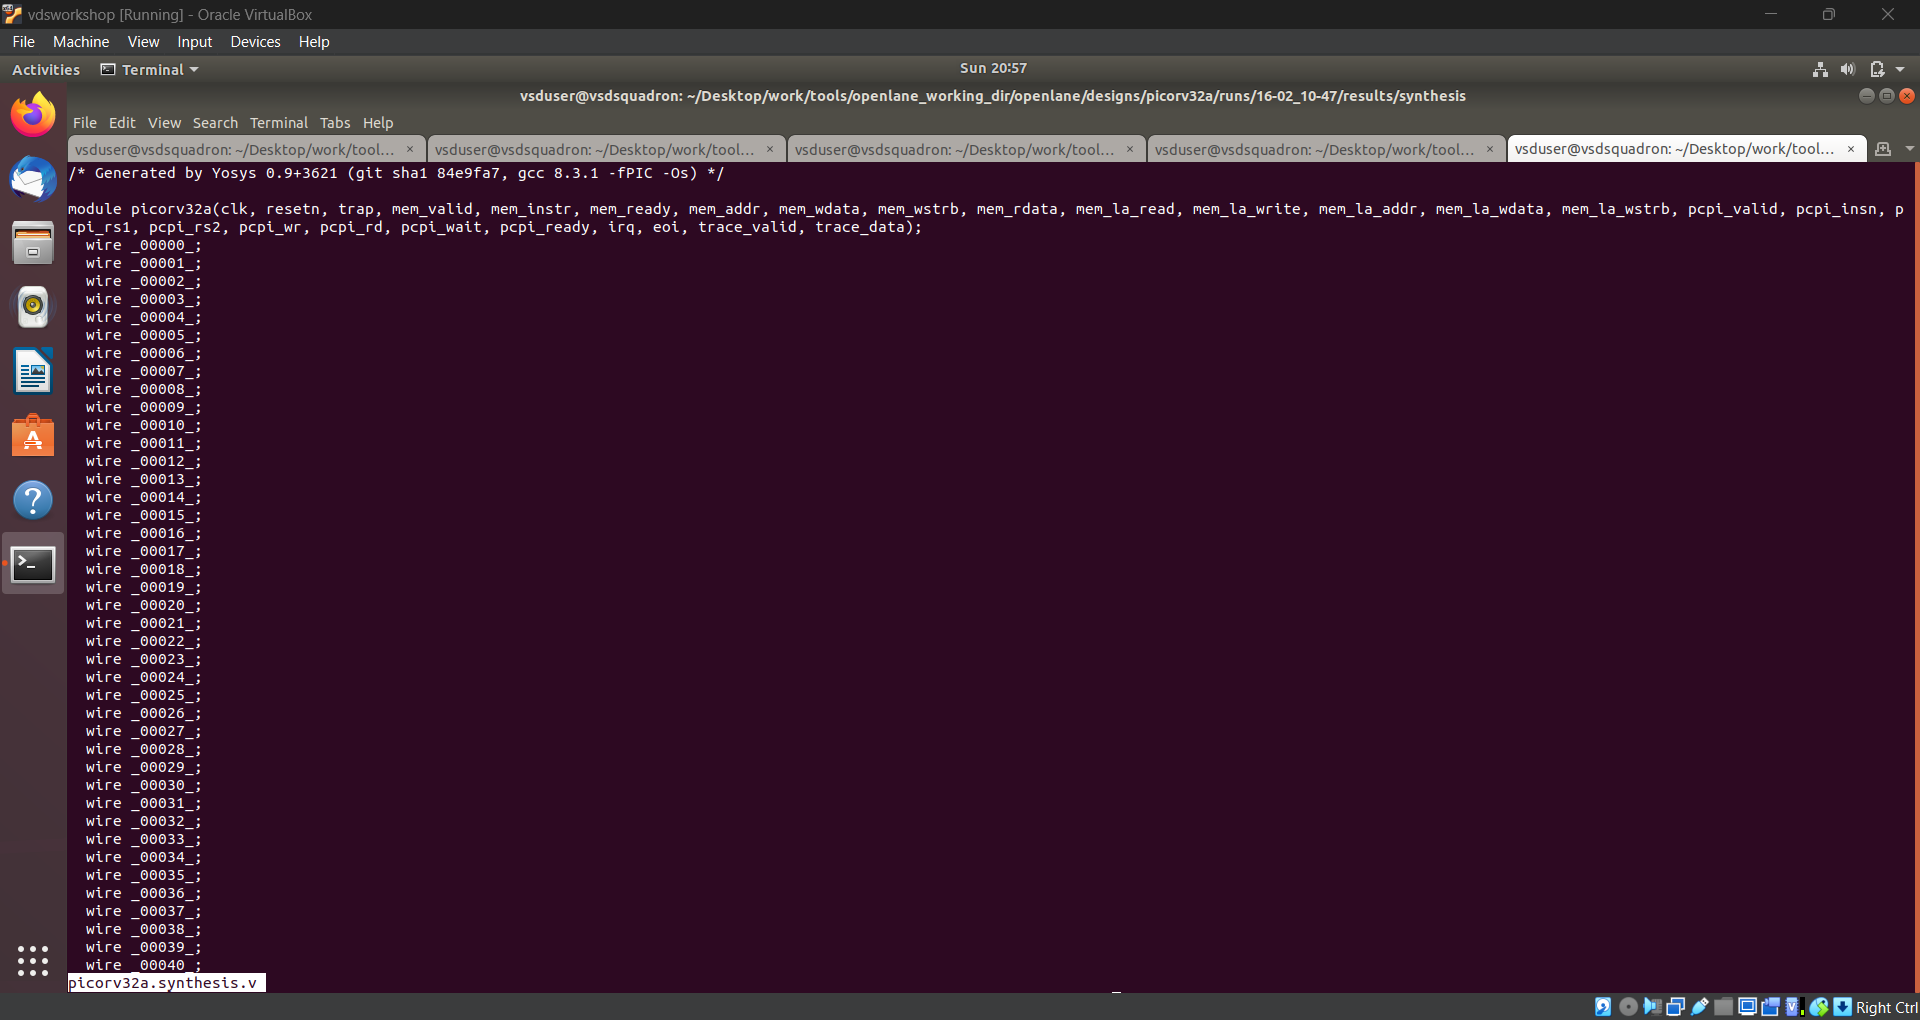 vdsworkshop [Running] - Oracle VirtualBox
File Machine View Input Devices Help
Activities Terminal Sun 20:57
vsduser@vsdsquadron: ~/Desktop/work/tools/openlane_working_dir/openlane/designs/picorv32a/runs/16-02_10-47/results/synthesis
File Edit View Search Terminal Tabs Help
vsduser@vsdsquadron: ~/Desktop/work/tool... × vsduser@vsdsquadron: ~/Desktop/work/tool... × vsduser@vsdsquadron: ~/Desktop/work/tool... × vsduser@vsdsquadron: ~/Desktop/work/tool... × vsduser@vsdsquadron: ~/Desktop/work/tool... ×
/* Generated by Yosys 0.9+3621 (git sha1 84e9fa7, gcc 8.3.1 -fPIC -Os) */
module picorv32a(clk, resetn, trap, mem_valid, mem_instr, mem_ready, mem_addr, mem_wdata, mem_wstrb, mem_rdata, mem_la_read, mem_la_write, mem_la_addr, mem_la_wdata, mem_la_wstrb, pcpi_valid, pcpi_insn, p
cpi_rs1, pcpi_rs2, pcpi_wr, pcpi_rd, pcpi_wait, pcpi_ready, irq, eoi, trace_valid, trace_data);
wire _00000_;
wire _00001_;
wire _00002_;
wire _00003_;
wire _00004_;
wire _00005_;
wire _00006_;
wire _00007_;
wire _00008_;
wire _00009_;
wire _00010_;
wire _00011_;
wire _00012_;
wire _00013_;
wire _00014_;
wire _00015_;
wire _00016_;
wire _00017_;
wire _00018_;
wire _00019_;
wire _00020_;
wire _00021_;
wire _00022_;
wire _00023_;
wire _00024_;
wire _00025_;
wire _00026_;
wire _00027_;
wire _00028_;
wire _00029_;
wire _00030_;
wire _00031_;
wire _00032_;
wire _00033_;
wire _00034_;
wire _00035_;
wire _00036_;
wire _00037_;
wire _00038_;
wire _00039_;
wire _00040_;
picorv32a.synthesis.v
Right Ctrl